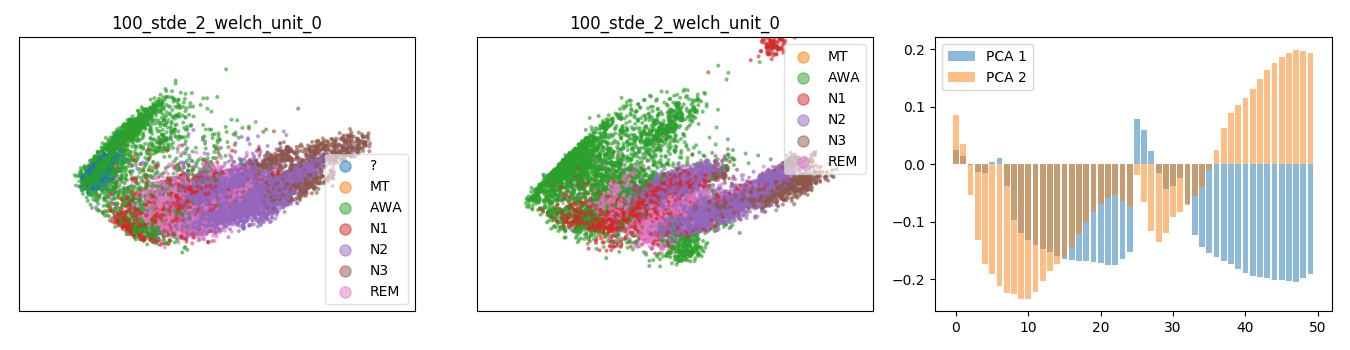 100_stde_2_welch_unit_0
?
MT
AWA
N1
N2
N3
REM
100_stde_2_welch_unit_0
MT
AWA
N1
N2
N3
REM
PCA 1
PCA 2
0.2
0.1
0.0
−0.1
−0.2
0 10 20 30 40 50